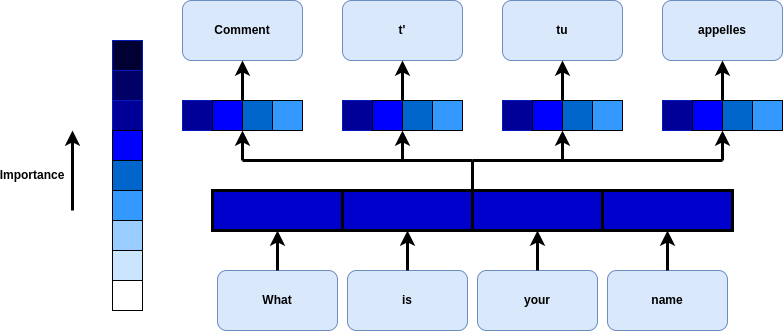 Comment
t'
tu
appelles
Importance
What
is
your
name